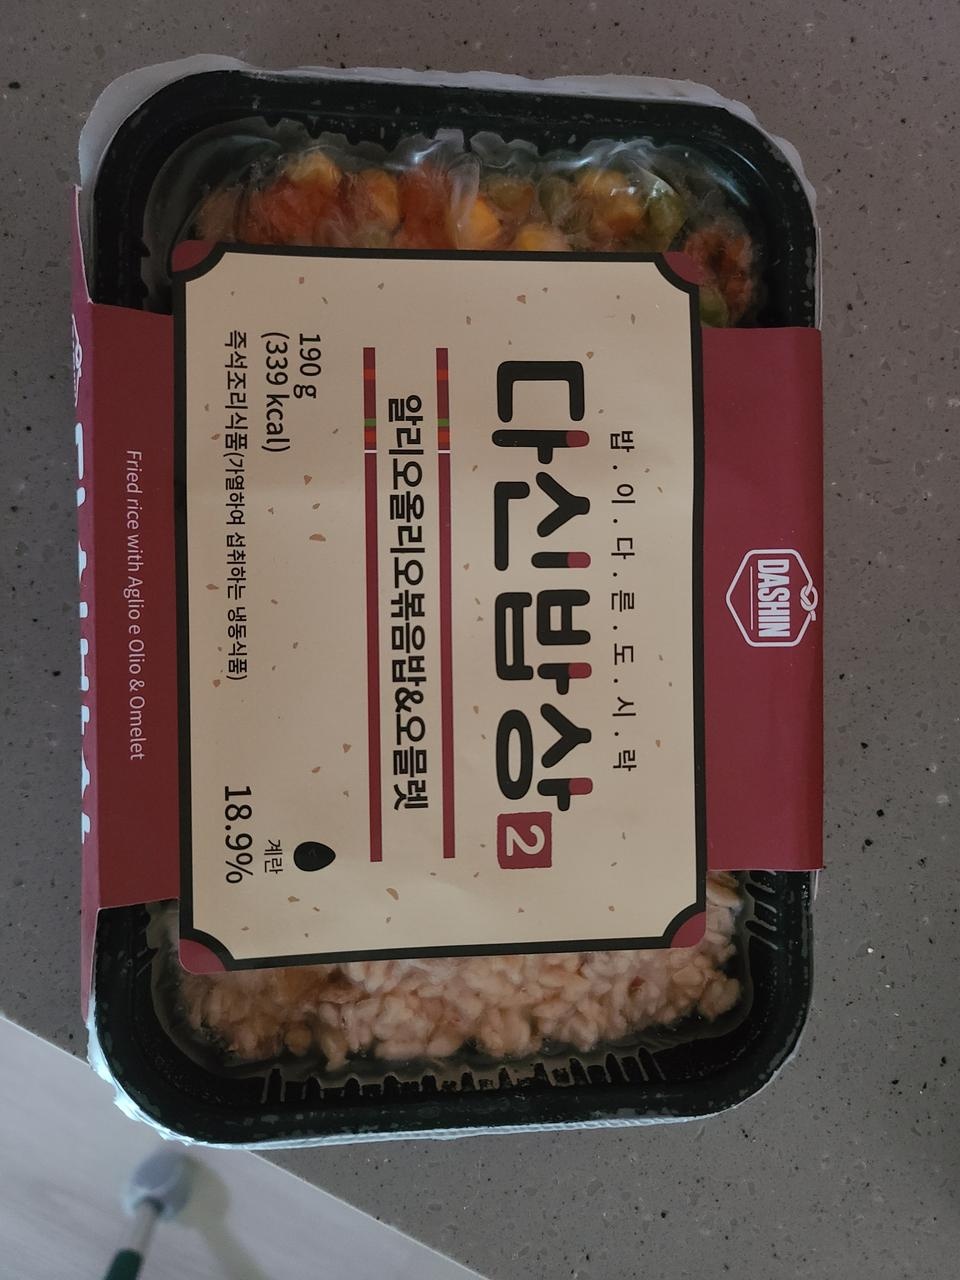 DASHIN
밥.이.다.른.도.시.락
다신밥상2
알리오올리오볶음밥&오믈렛
190 g
(339 kcal)
즉석조리식품(가열하여 섭취하는 냉동식품)
계란
18.9%
Fried rice with Aglio e Olio & Omelet